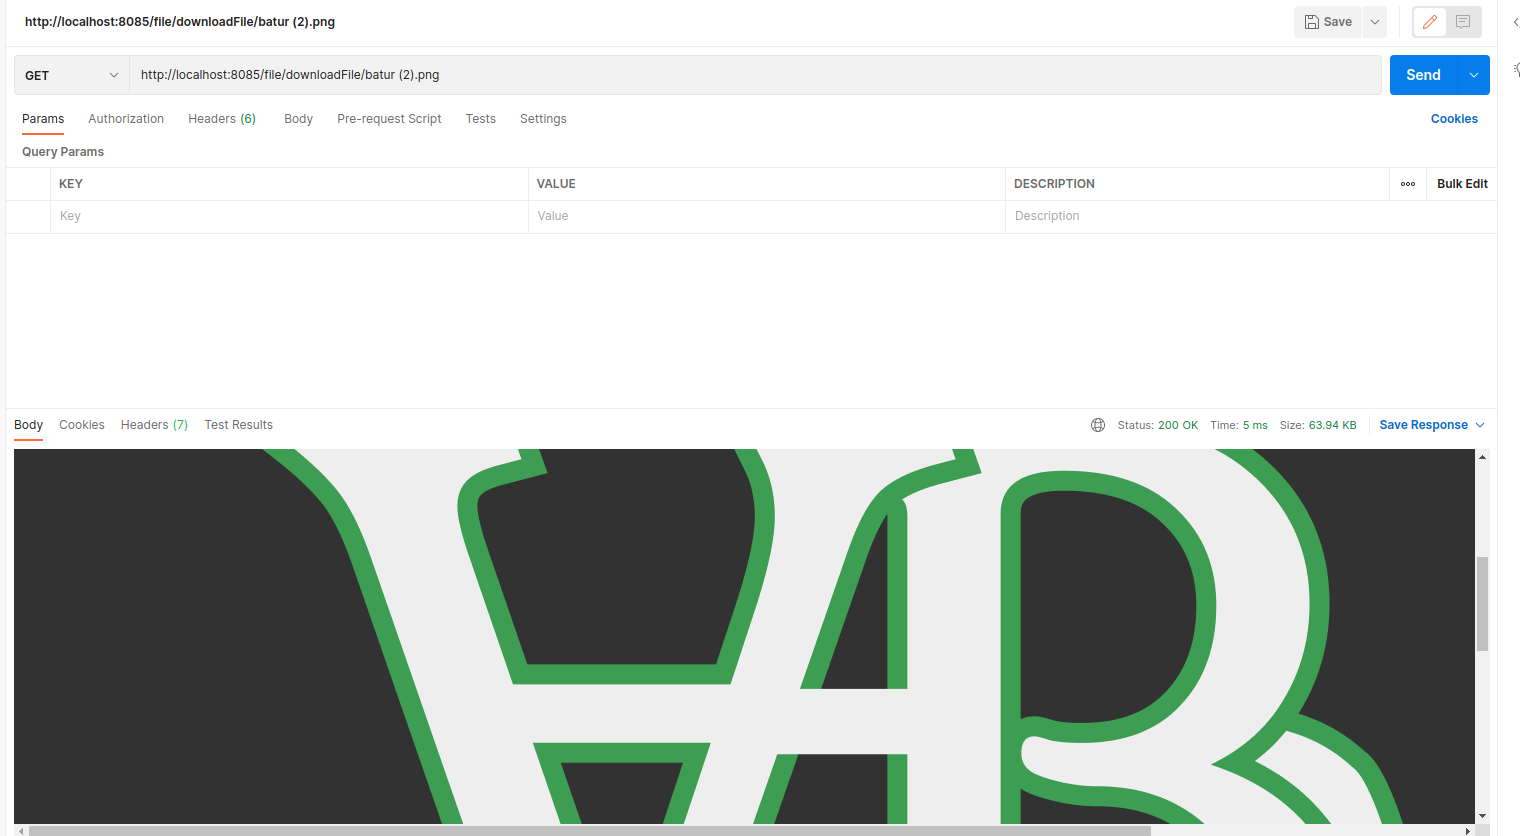 http://localhost:8085/file/downloadFile/batur (2).png
Save
GET
http://localhost:8085/file/downloadFile/batur (2).png
Send
Params Authorization Headers (6) Body Pre-request Script Tests Settings Cookies
Query Params
KEY VALUE DESCRIPTION Bulk Edit
Key Value Description
Body Cookies Headers (7) Test Results Status: 200 OK Time: 5 ms Size: 63.94 KB Save Response